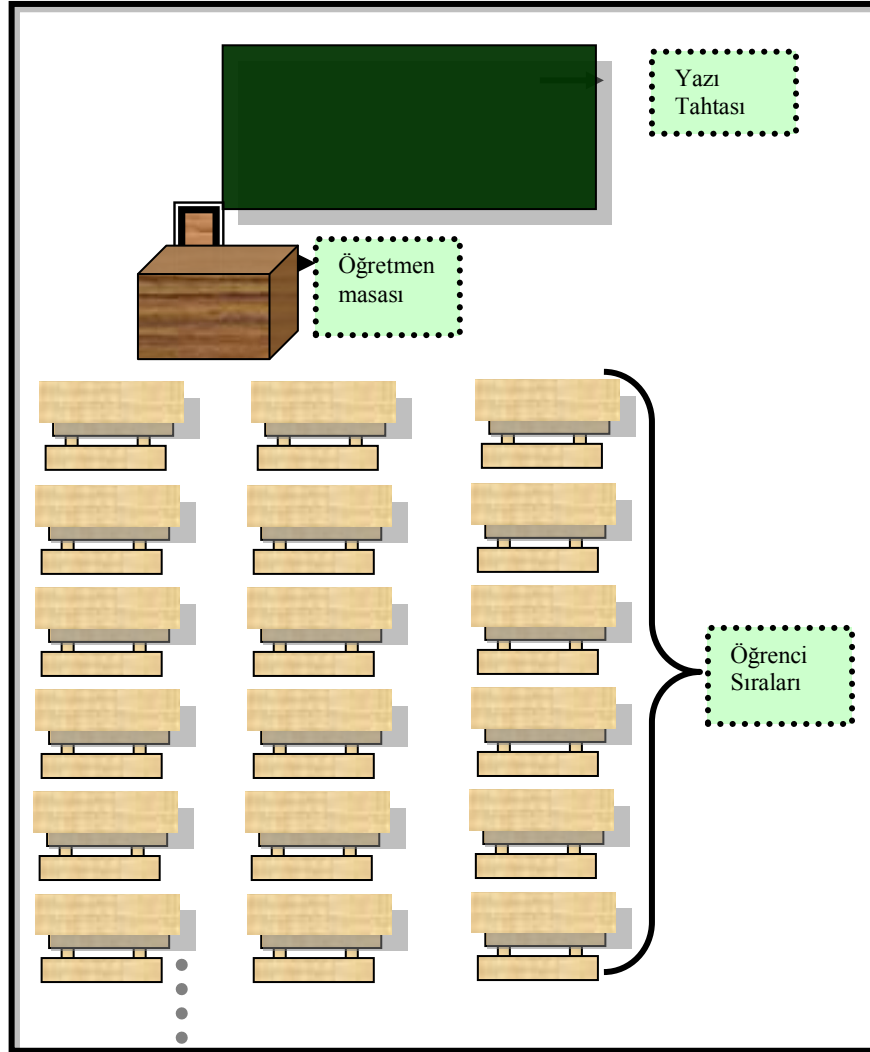 Yazı
Tahtası
Öğretmen
masası
Öğrenci
Sıraları